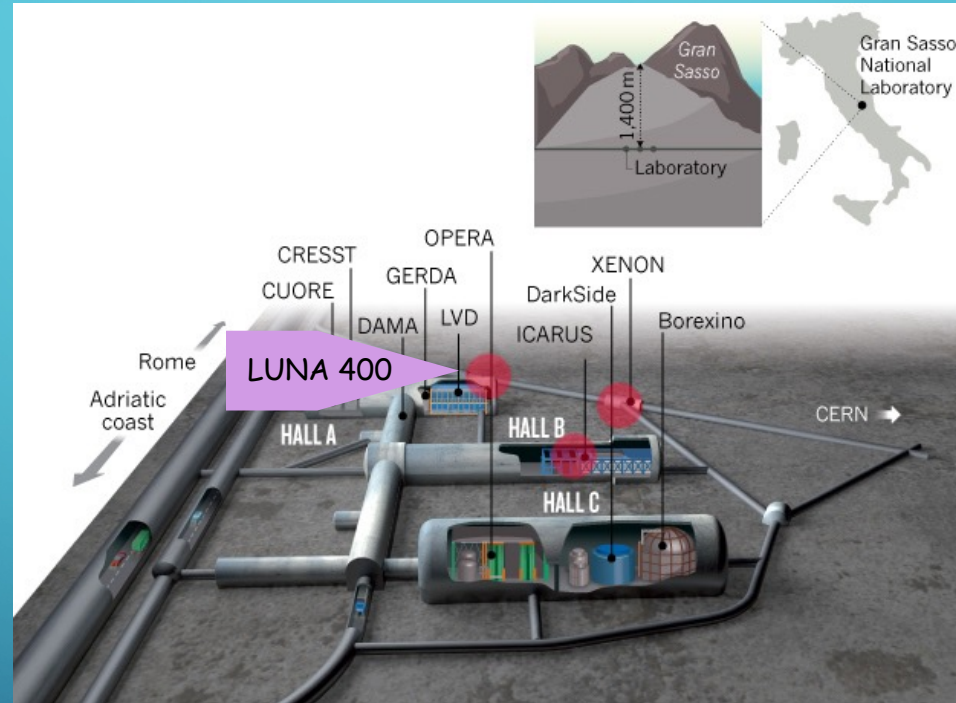 Gran
Sasso
1,400 m
Laboratory
Gran Sasso
National
Laboratory
OPERA
CRESST
GERDA
XENON
CUORE
DarkSide
DAMA
LVD
ICARUS
Borexino
Rome
LUNA 400
Adriatic
coast
CERN
HALL A
HALL B
HALL C